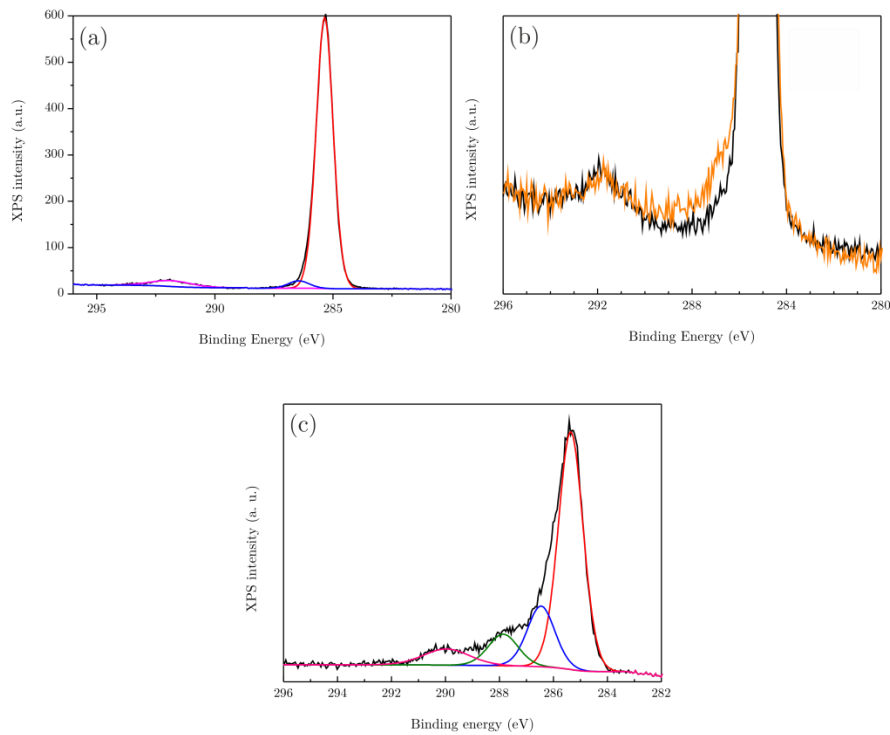 (a)
600
500
400
300
200
100
0
XPS intensity (a.u.)
295 290 285 280
Binding Energy (eV)
(b)
XPS intensity (a.u.)
296 292 288 284 280
Binding Energy (eV)
(c)
XPS intensity (a. u.)
296 294 292 290 288 286 284 282
Binding energy (eV)